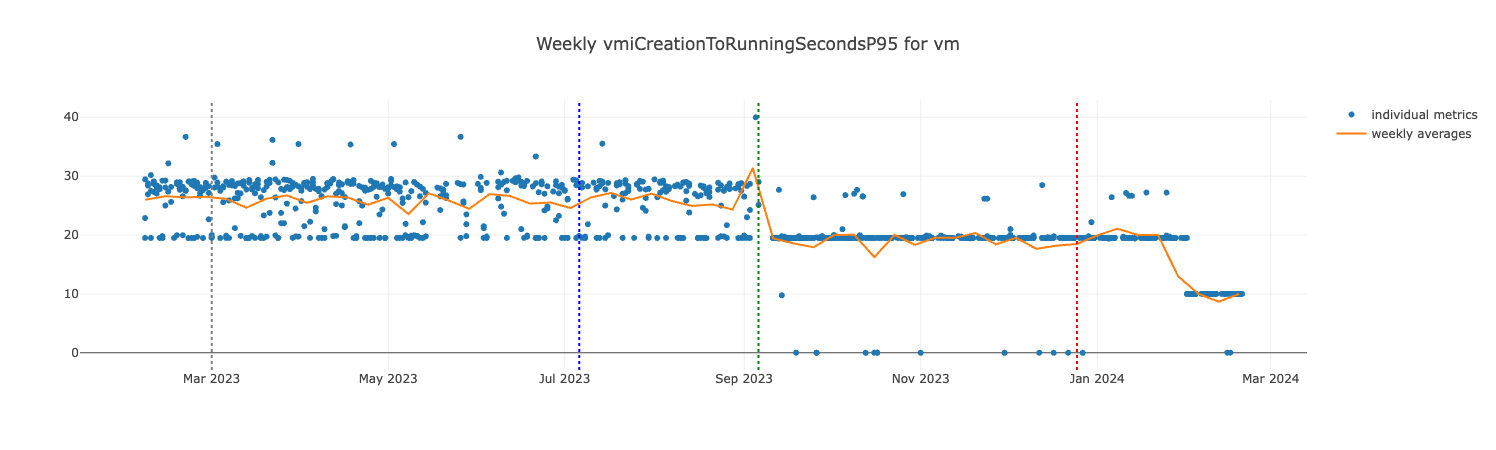 Weekly vmiCreationToRunningSecondsP95 for vm
individual metrics
weekly averages
40
30
20
10
0
Mar 2023
May 2023
Jul 2023
Sep 2023
Nov 2023
Jan 2024
Mar 2024